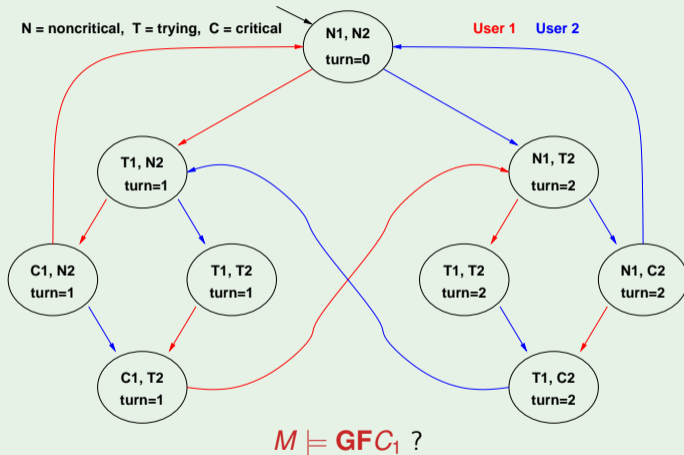 N = noncritical, T = trying, C = critical
User 1 User 2
N1, N2
turn=0
T1, N2
turn=1
N1, T2
turn=2
C1, N2
turn=1
T1, T2
turn=1
T1, T2
turn=2
N1, C2
turn=2
C1, T2
turn=1
T1, C2
turn=2
M ⊨ GFC₁ ?